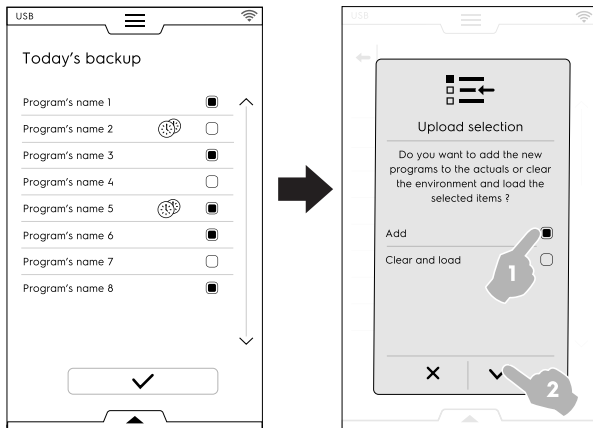 USB
Today's backup
Program's name 1
Program's name 2
Program's name 3
Program's name 4
Program's name 5
Program's name 6
Program's name 7
Program's name 8
USB
Upload selection
Do you want to add the new
programs to the actuals or clear
the environment and load the
selected items ?
Add
1
Clear and load
2